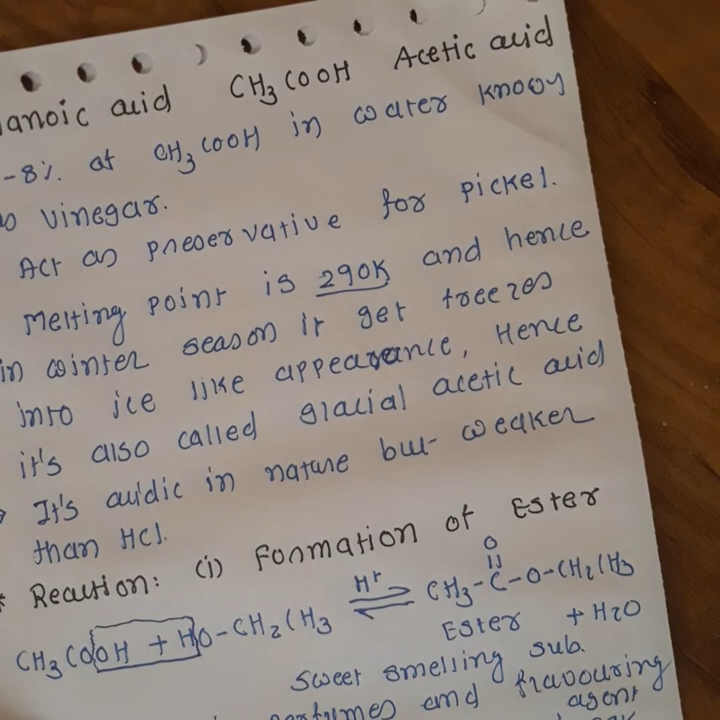 anoic acid CH3COOH Acetic acid
-8%. of CH3COOH in water know
vinegar.
Act as preservative for pickel.
Melting point is 290K and hence
in winter season it get freezes
into ice like appearance, Hence
it's also called glacial acetic acid
It's acidic in nature but weaker
than HCl.
* Reaction: (i) Formation of Ester
CH3COOH + HO-CH2CH3 H+ ⇌ CH3-C-O-CH2CH3
O
||
Ester + H2O
Sweet smelling sub.
perfumes and flavouring
agent